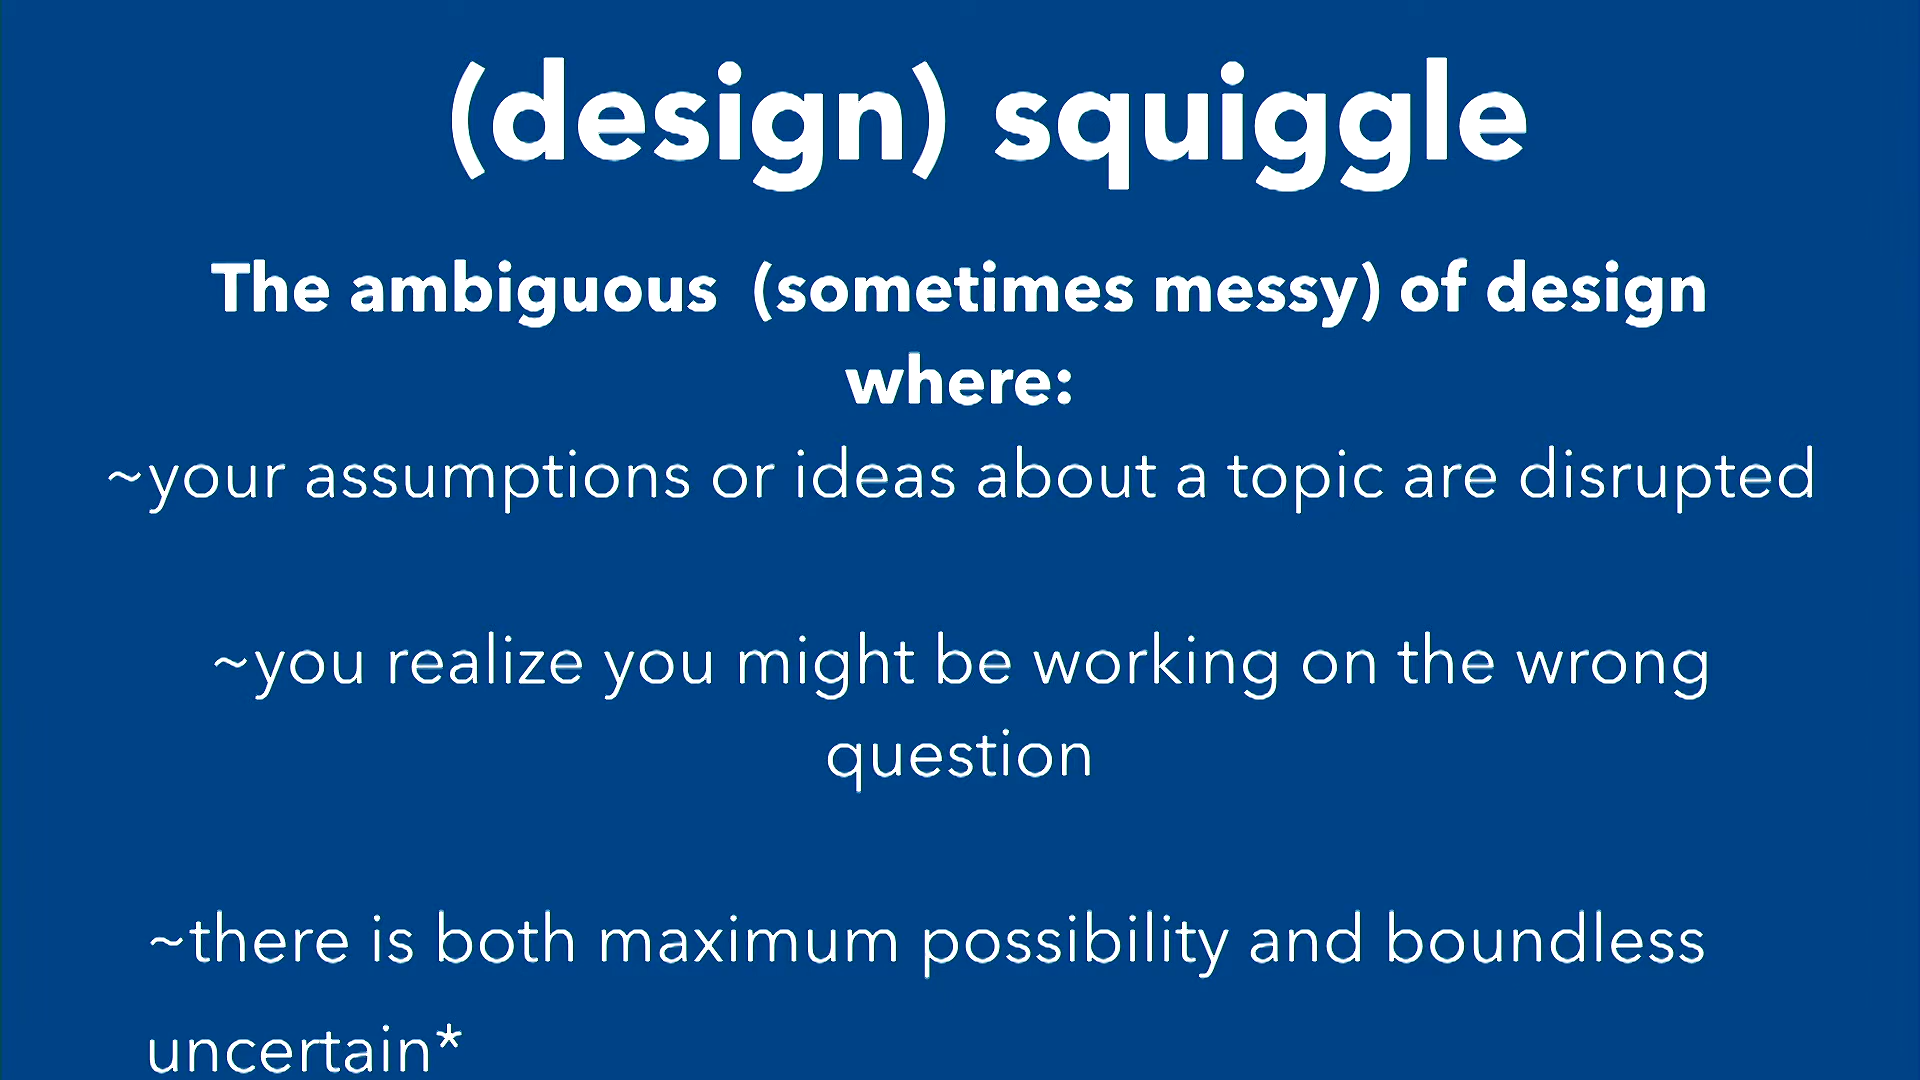 (design) squiggle
The ambiguous  (sometimes messy) of design
where:
~your assumptions or ideas about a topic are disrupted
~you realize you might be working on the wrong
question
~there is both maximum possibility and boundless
uncertain*